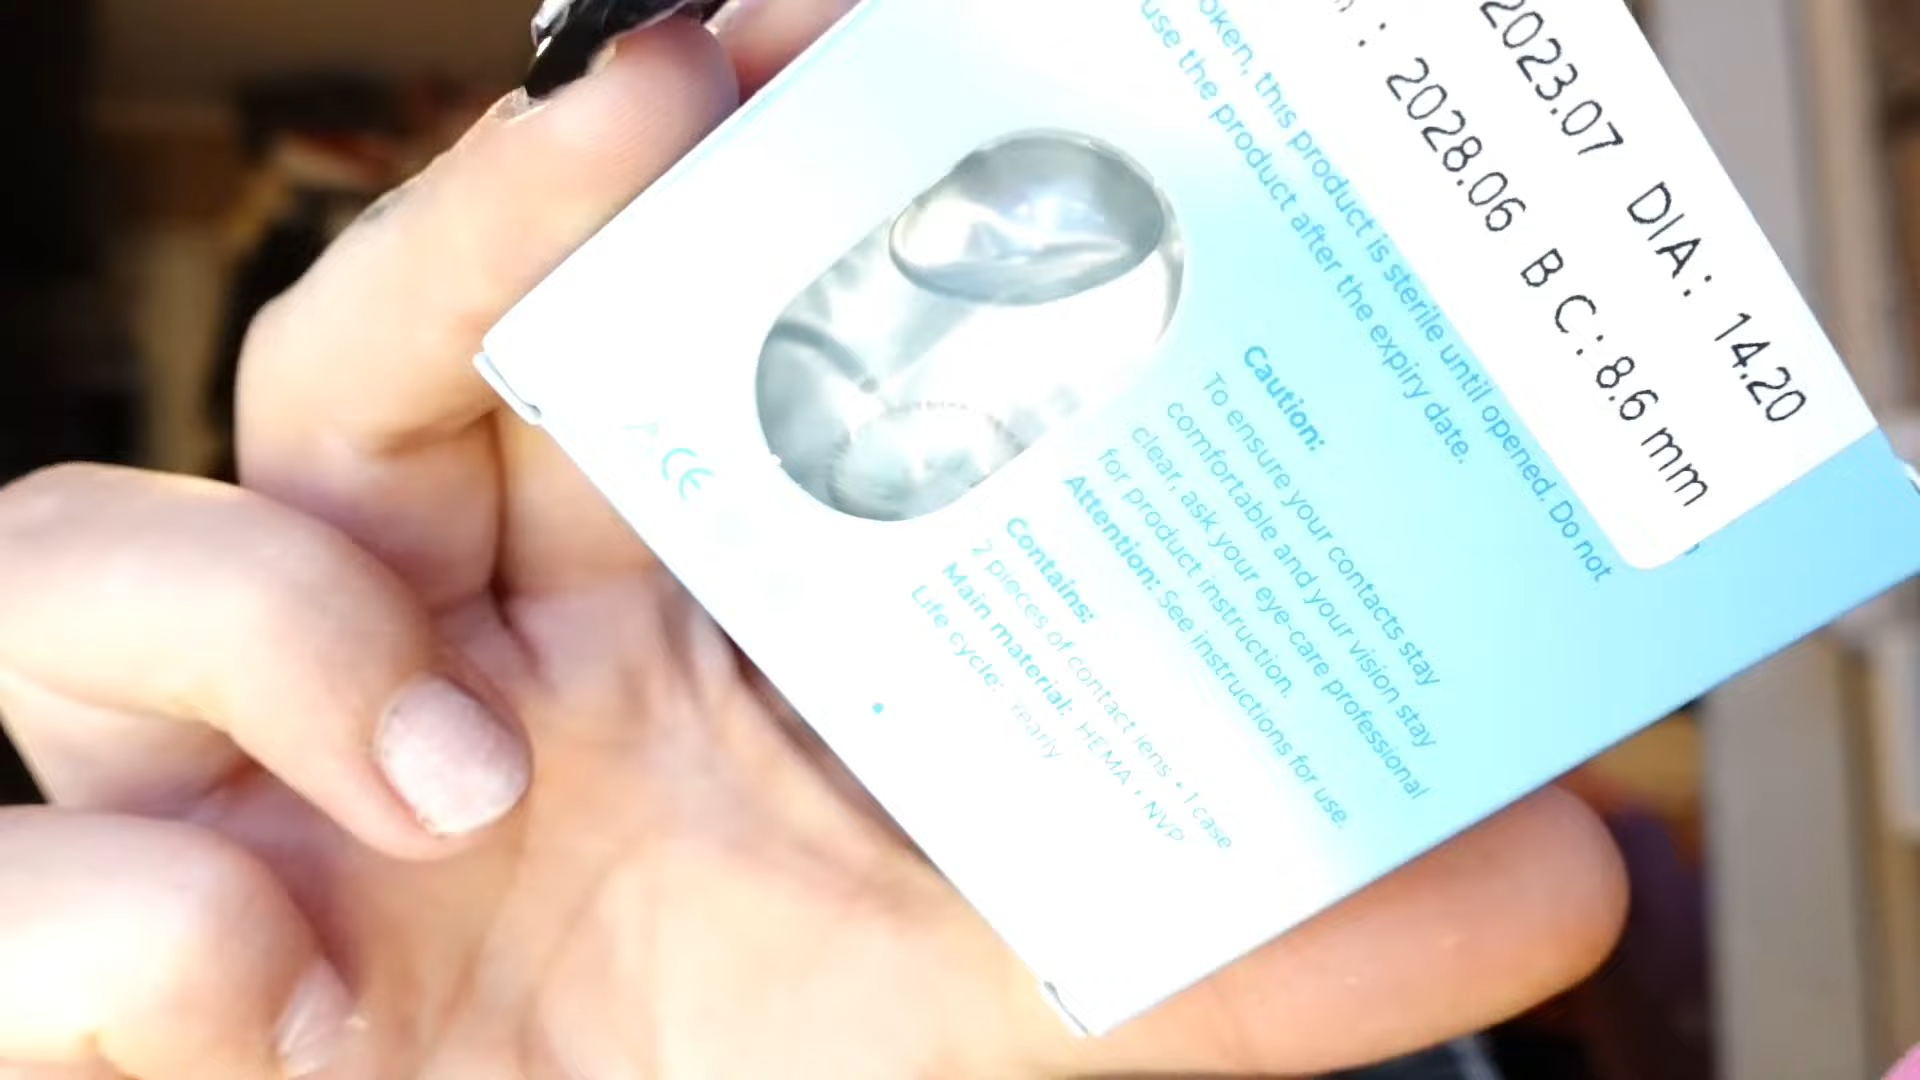 2023.07 DIA: 14.20
: 2028.06 BC: 8.6 mm
oken, this product is sterile until opened. Do not
use the product after the expiry date.
Caution:
To ensure your contacts stay
comfortable and your vision stay
clear, ask your eye-care professional
for product instruction.
Attention: See instructions for use.
Contains:
2 pieces of contact lens • 1 case
Main material: HEMA + NVP
Life cycle: Yearly
CE